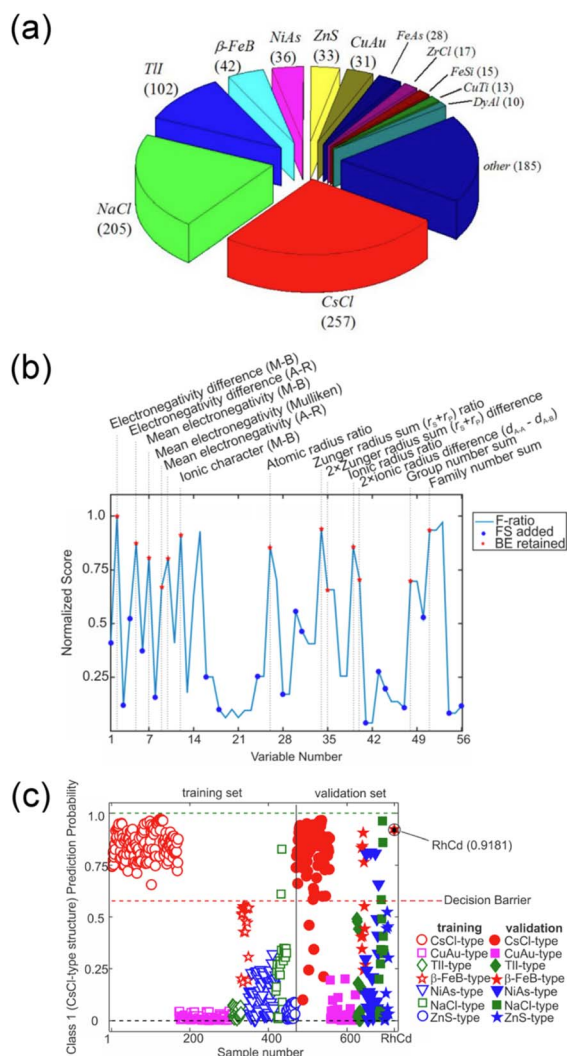 (a)
TlI
(102)
β-FeB
(42)
NiAs
(36)
ZnS
(33)
CuAu
(31)
FeAs (28)
ZrCl (17)
FeSi (15)
CuTi (13)
DyAl (10)
other (185)
NaCl
(205)
CsCl
(257)
(b)
Electronegativity difference (M-B)
Electronegativity difference (A-R)
Mean electronegativity (M-B)
Mean electronegativity (Mulliken)
Mean electronegativity (A-R)
Ionic character (M-B)
Atomic radius ratio
Zunger radius sum (rS+rP) ratio
2×Zunger radius sum (rS+rP) difference
Ionic radius ratio
2×ionic radius difference (dA-A - dA-B)
Group number sum
Family number sum
Normalized Score
1.0
0.75
0.50
0.25
1 7 14 21 28 35 42 49 56
Variable Number
F-ratio
FS added
BE retained
(c)
training set validation set
Class 1 (CsCl-type structure) Prediction Probability
1.0
0.75
0.5
0.25
0
1 200 400 600 RhCd
Sample number
RhCd (0.9181)
Decision Barrier
training validation
CsCl-type CsCl-type
CuAu-type CuAu-type
TlI-type TlI-type
β-FeB-type β-FeB-type
NiAs-type NiAs-type
NaCl-type NaCl-type
ZnS-type ZnS-type